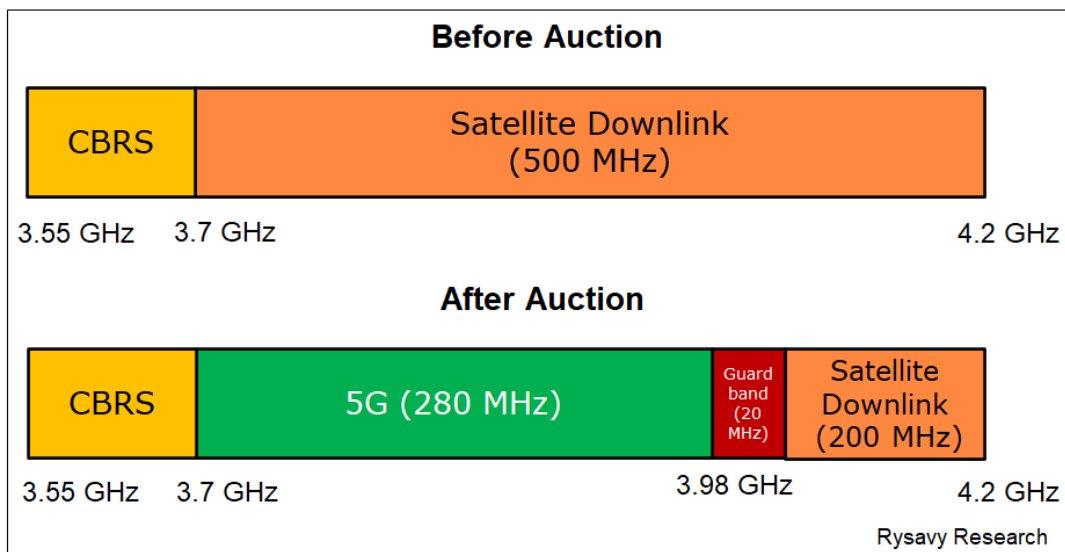 Before Auction
CBRS
Satellite Downlink
(500 MHz)
3.55 GHz
3.7 GHz
4.2 GHz
After Auction
CBRS
5G (280 MHz)
Guard
band
(20
MHz)
Satellite
Downlink
(200 MHz)
3.55 GHz
3.7 GHz
3.98 GHz
4.2 GHz
Rysavy Research